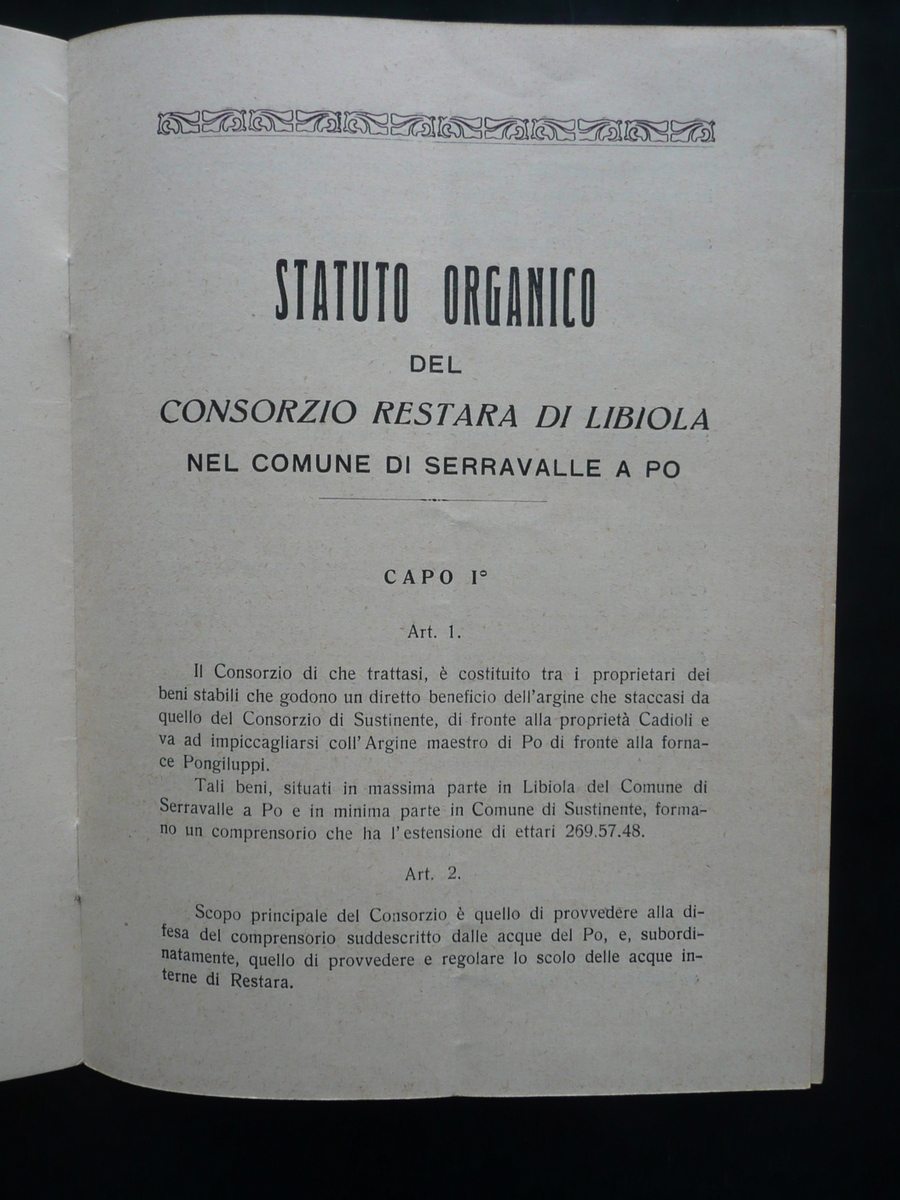 STATUTO ORGANICO
DEL
CONSORZIO RESTARA DI LIBIOLA
NEL COMUNE DI SERRAVALLE A PO
CAPO I°
Art. 1.
Il Consorzio di che trattasi, è costituito tra i proprietari dei
beni stabili che godono un diretto beneficio dell'argine che staccasi da
quello del Consorzio di Sustinente, di fronte alla proprietà Cadioli e
va ad impiccagliarsi coll'Argine maestro di Po di fronte alla forna-
ce Pongiluppi.
Tali beni, situati in massima parte in Libiola del Comune di
Serravalle a Po e in minima parte in Comune di Sustinente, forma-
no un comprensorio che ha l'estensione di ettari 269.57.48.
Art. 2.
Scopo principale del Consorzio è quello di provvedere alla di-
fesa del comprensorio suddescritto dalle acque del Po, e, subordi-
natamente, quello di provvedere e regolare lo scolo delle acque in-
terne di Restara.